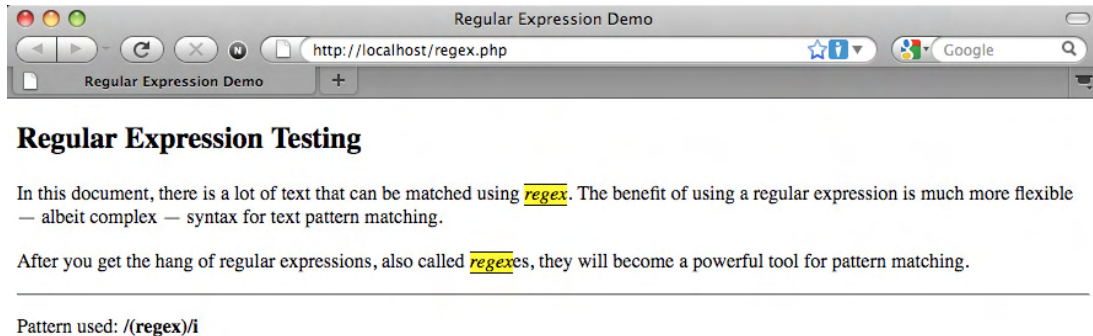 Regular Expression Demo
http://localhost/regex.php
Google
Regular Expression Demo
Regular Expression Testing
In this document, there is a lot of text that can be matched using regex. The benefit of using a regular expression is much more flexible
— albeit complex — syntax for text pattern matching.
After you get the hang of regular expressions, also called regexes, they will become a powerful tool for pattern matching.
Pattern used: /(regex)/i